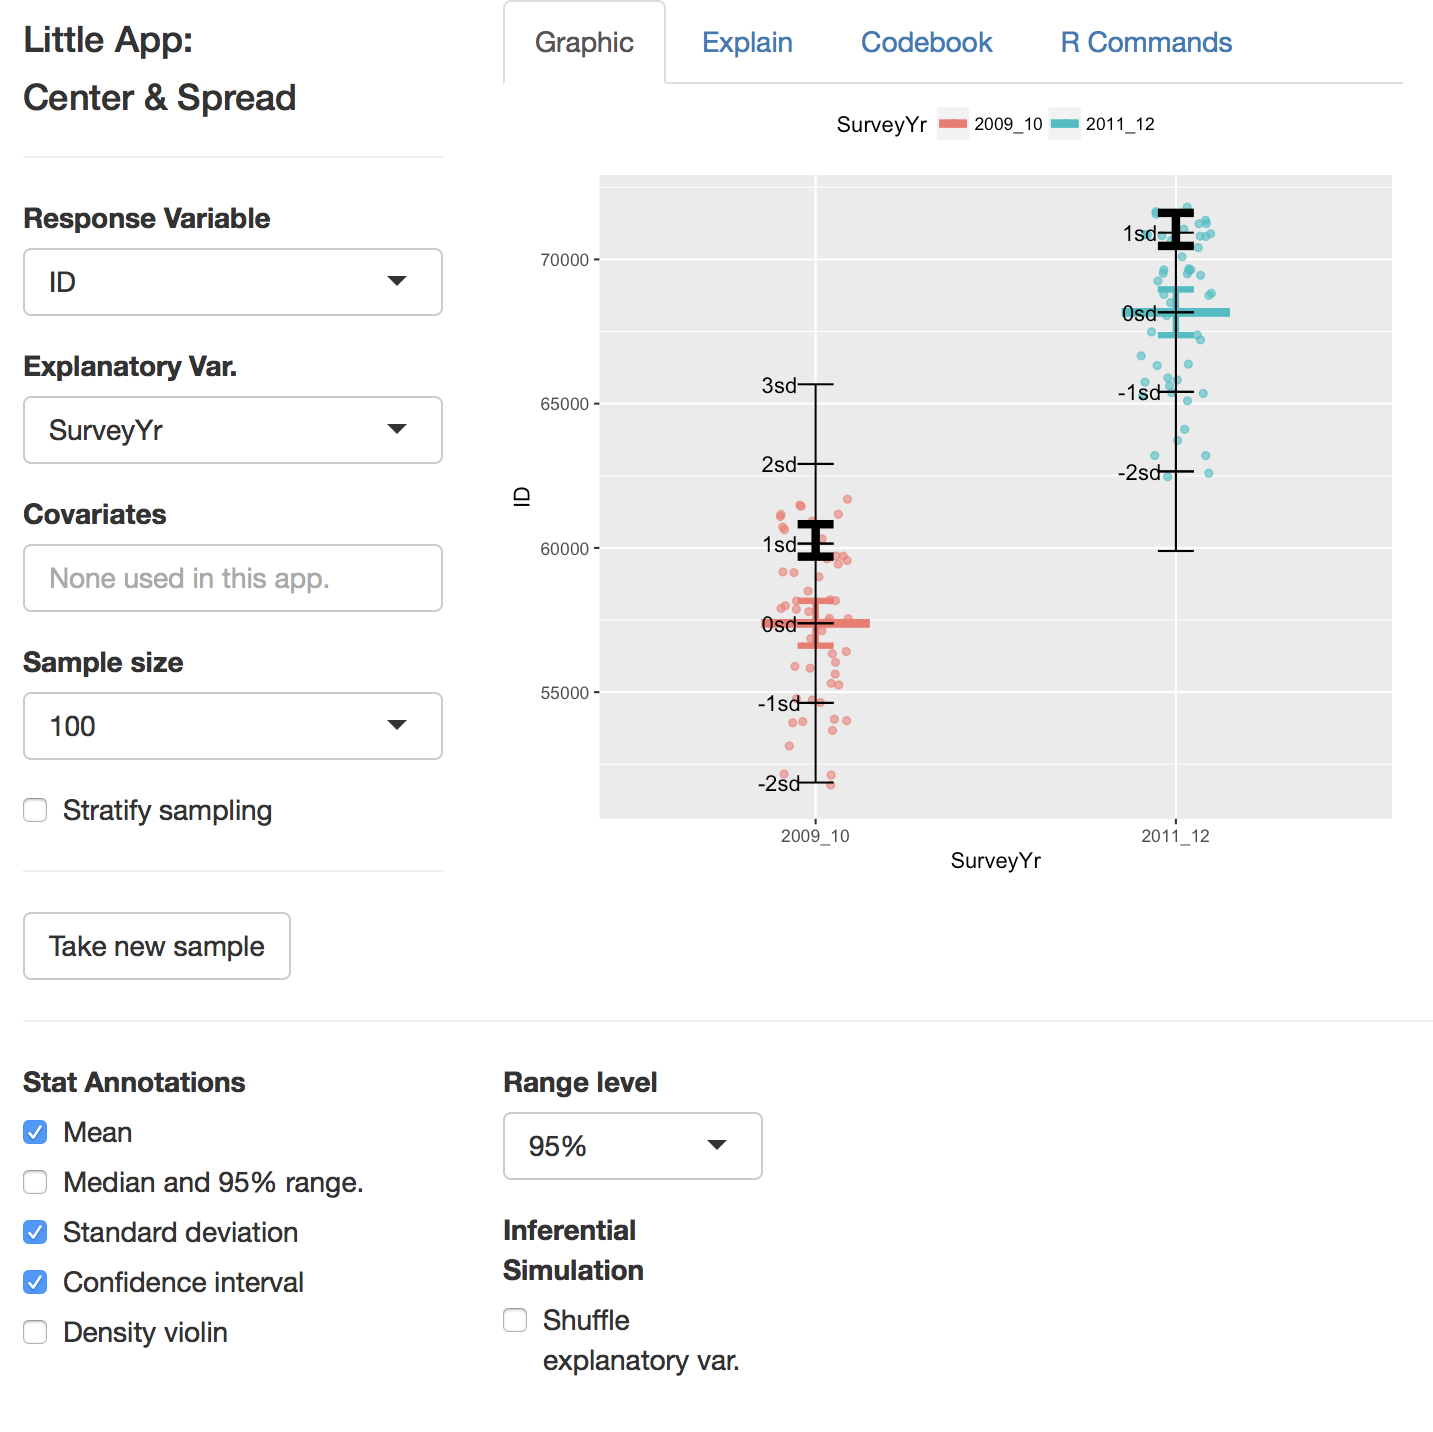 Little App:
Center & Spread
Response Variable
ID
Explanatory Var.
SurveyYr
Covariates
None used in this app.
Sample size
100
Stratify sampling
Take new sample
Graphic Explain Codebook R Commands
SurveyYr 2009_10 2011_12
ID
70000
65000
60000
55000
3sd
2sd
1sd
0sd
-1sd
-2sd
1sd
0sd
-1sd
-2sd
2009_10 2011_12
SurveyYr
Stat Annotations
Mean
Median and 95% range.
Standard deviation
Confidence interval
Density violin
Range level
95%
Inferential
Simulation
Shuffle
explanatory var.